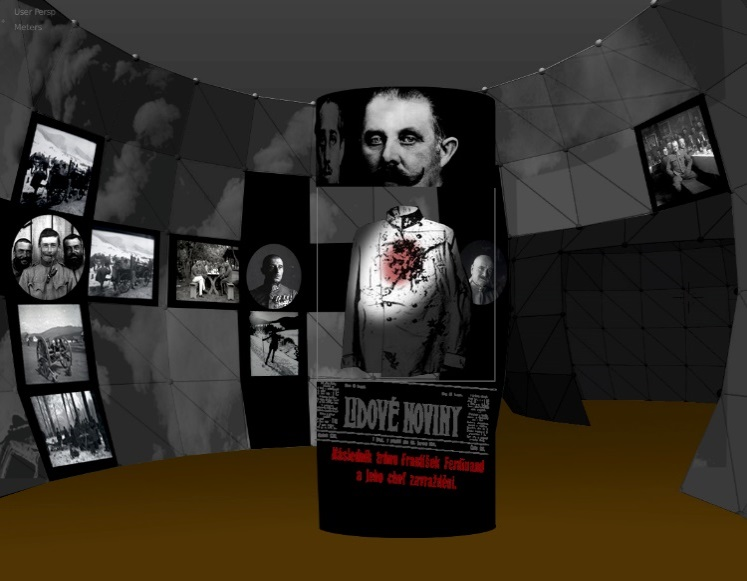 User Persp
Meters
LIDOVÉ NOVINY
Následník trůnu František Ferdinand
a jeho choť zavražděni.